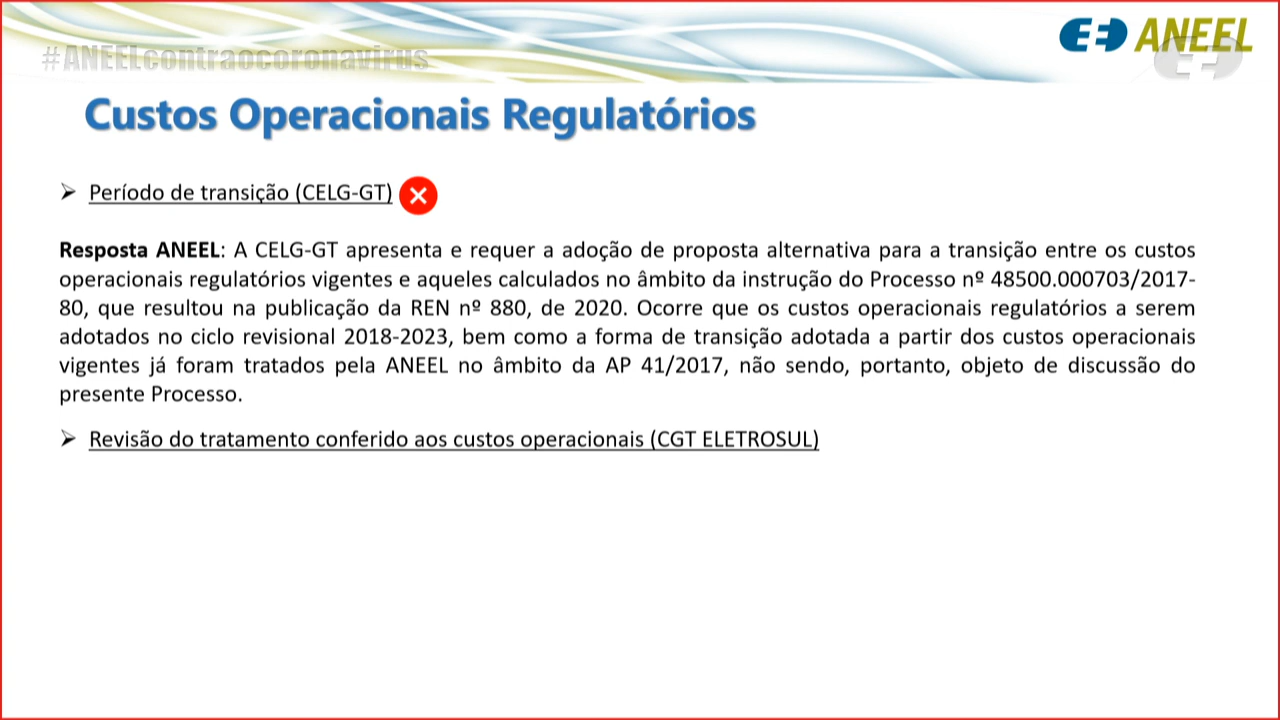 #ANEELcontraocoronavirus
ANEEL
Custos Operacionais Regulatórios
➢ Período de transição (CELG-GT)
Resposta ANEEL: A CELG-GT apresenta e requer a adoção de proposta alternativa para a transição entre os custos
operacionais regulatórios vigentes e aqueles calculados no âmbito da instrução do Processo nº 48500.000703/2017-
80, que resultou na publicação da REN nº 880, de 2020. Ocorre que os custos operacionais regulatórios a serem
adotados no ciclo revisional 2018-2023, bem como a forma de transição adotada a partir dos custos operacionais
vigentes já foram tratados pela ANEEL no âmbito da AP 41/2017, não sendo, portanto, objeto de discussão do
presente Processo.
➢ Revisão do tratamento conferido aos custos operacionais (CGT ELETROSUL)